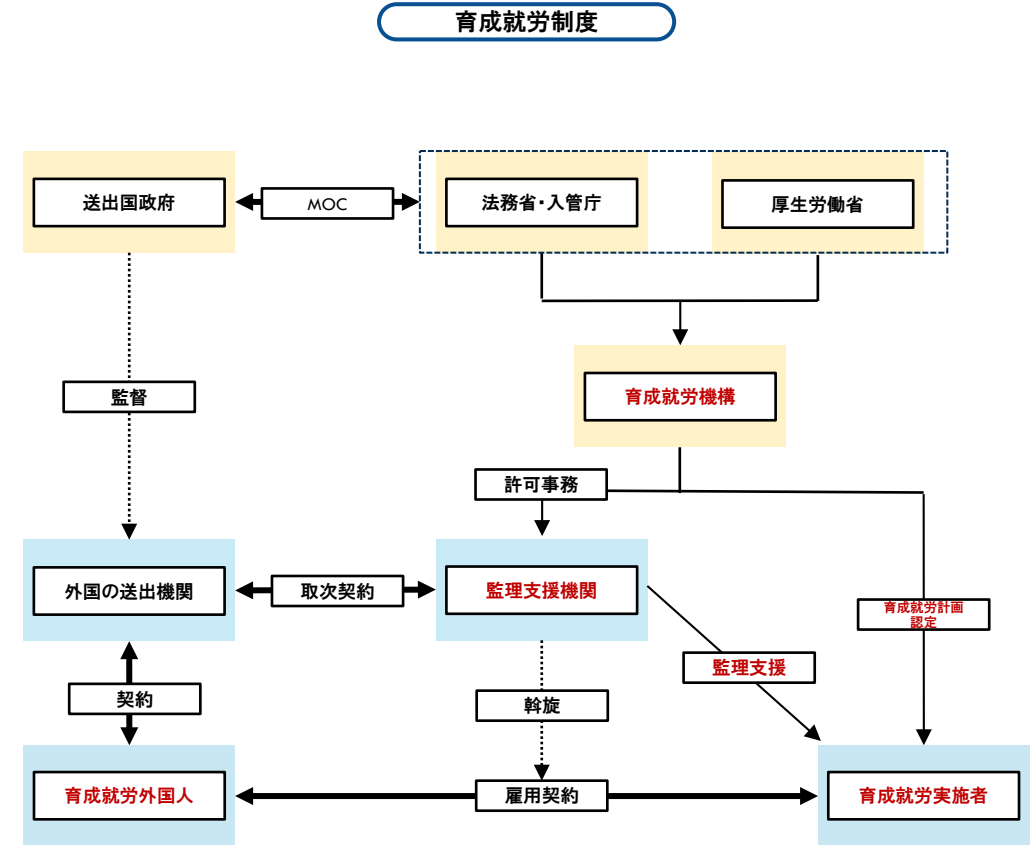 育成就労制度
送出国政府
MOC
法務省・入管庁
厚生労働省
監督
育成就労機構
許可事務
外国の送出機関
取次契約
監理支援機関
育成就労計画
認定
監理支援
契約
斡旋
育成就労外国人
雇用契約
育成就労実施者